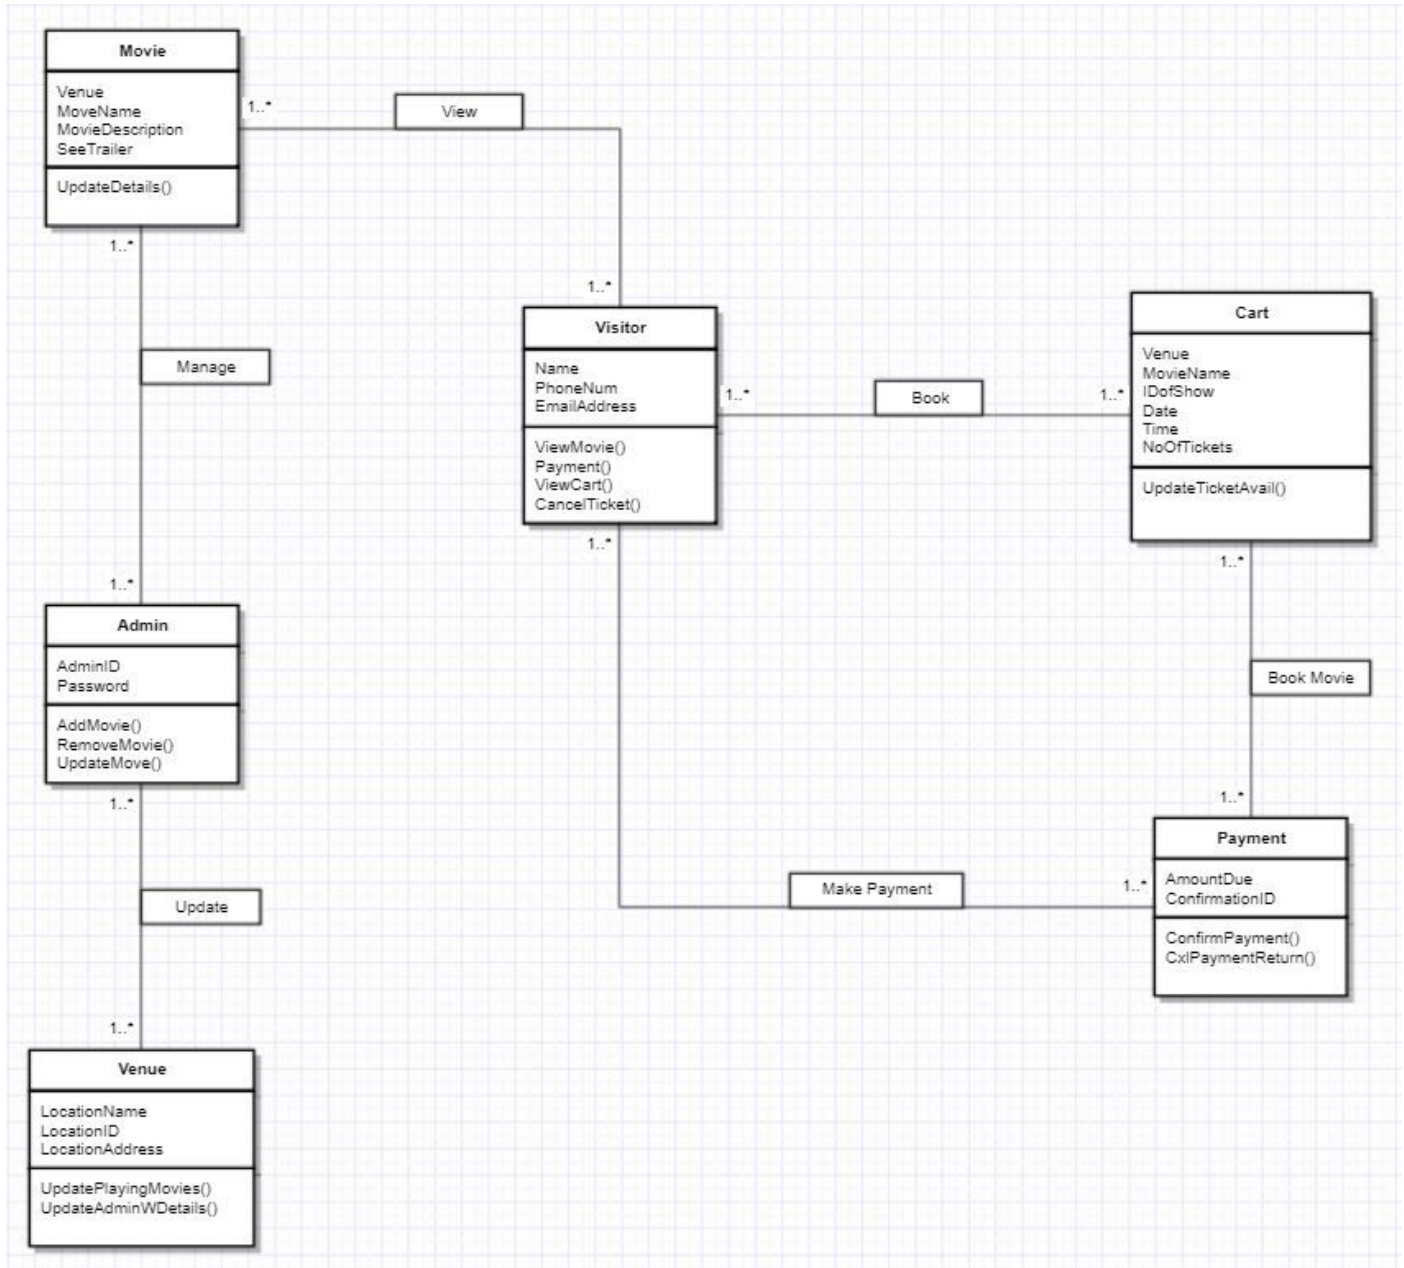 Movie
Venue
MoveName
MovieDescription
SeeTrailer
UpdateDetails()
1..*
View
1..*
1..*
Manage
1..*
Visitor
Name
PhoneNum
EmailAddress
ViewMovie()
Payment()
ViewCart()
CancelTicket()
1..*
Book
1..*
1..*
Cart
Venue
MovieName
IDofShow
Date
Time
NoOfTickets
UpdateTicketAvail()
1..*
Book Movie
1..*
Admin
AdminID
Password
AddMovie()
RemoveMovie()
UpdateMove()
1..*
Update
1..*
Make Payment
1..*
Payment
AmountDue
ConfirmationID
ConfirmPayment()
CxlPaymentReturn()
Venue
LocationName
LocationID
LocationAddress
UpdatePlayingMovies()
UpdateAdminWDetails()